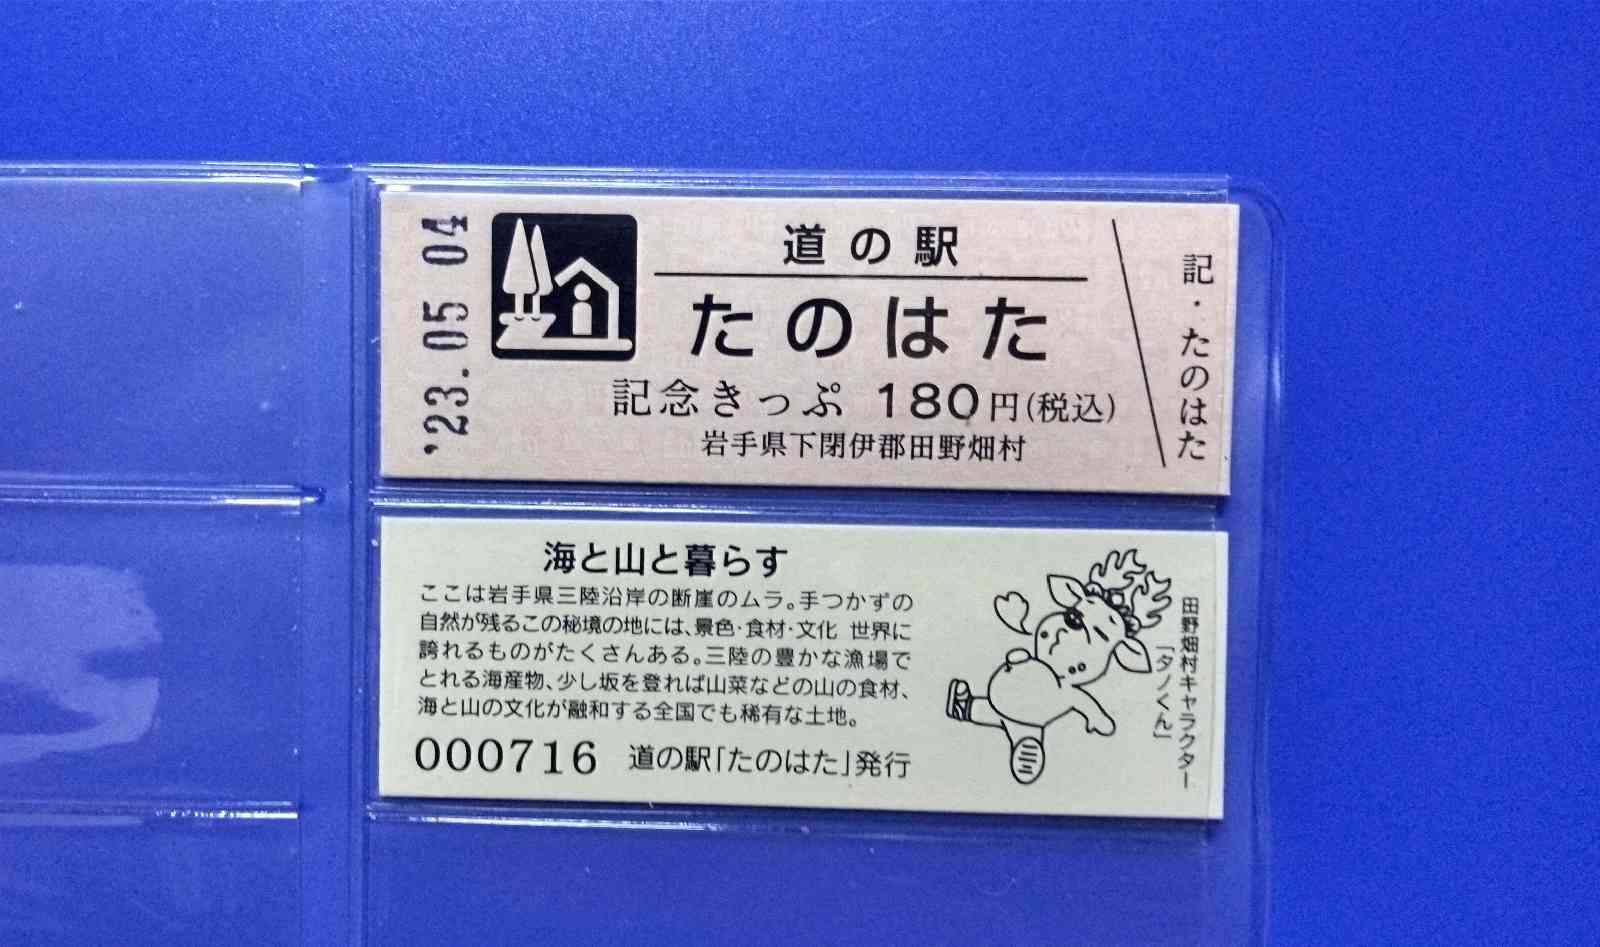 '23.05 04
道の駅
たのはた
記念きっぷ 180円(税込)
岩手県下閉伊郡田野畑村
記・たのはた
海と山と暮らす
ここは岩手県三陸沿岸の断崖のムラ。手つかずの
自然が残るこの秘境の地には、景色・食材・文化 世界に
誇れるものがたくさんある。三陸の豊かな漁場で
とれる海産物、少し坂を登れば山菜などの山の食材、
海と山の文化が融和する全国でも稀有な土地。
000716 道の駅「たのはた」発行
田野畑村キャラクター
「タノくん」